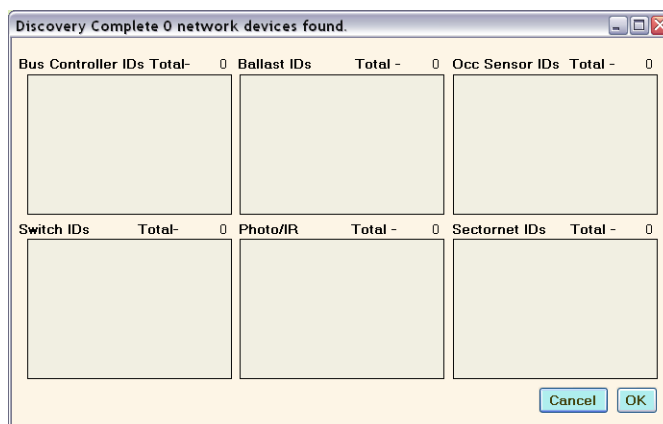 Discovery Complete 0 network devices found.
Bus Controller IDs Total- 0 Ballast IDs Total - 0 Occ Sensor IDs Total - 0
Switch IDs Total- 0 Photo/IR Total - 0 Sectornet IDs Total - 0
Cancel OK